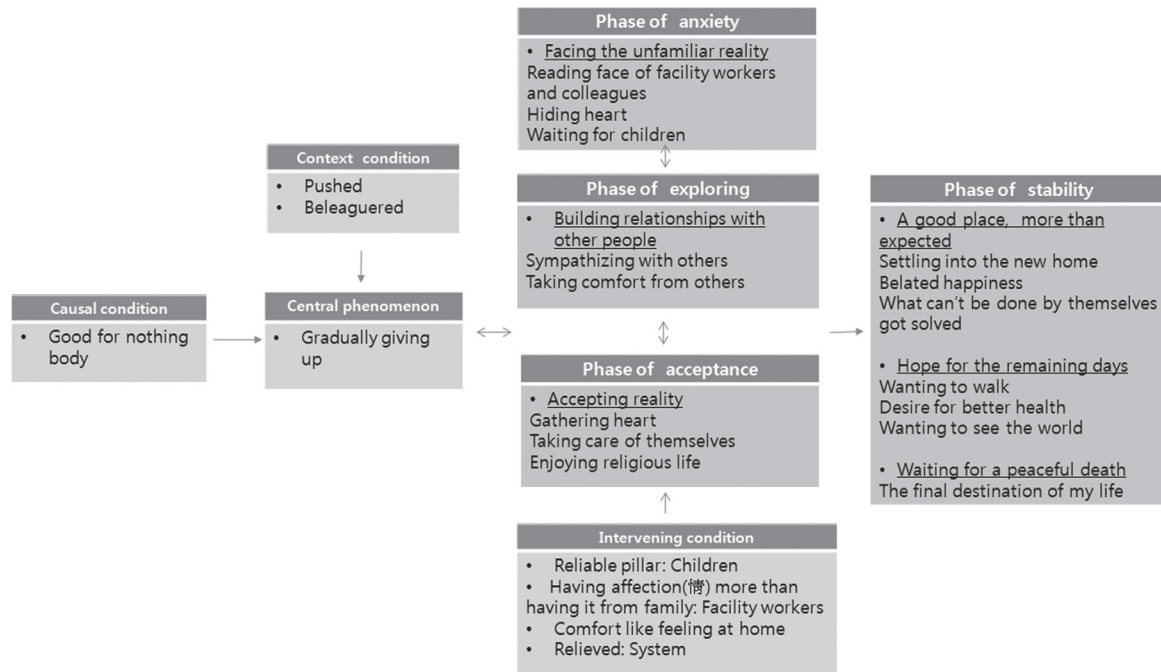 Phase of anxiety
• Facing the unfamiliar reality
Reading face of facility workers
and colleagues
Hiding heart
Waiting for children
Context condition
• Pushed
• Beleaguered
Causal condition
• Good for nothing
body
Central phenomenon
• Gradually giving
up
Phase of exploring
• Building relationships with
other people
Sympathizing with others
Taking comfort from others
Phase of acceptance
• Accepting reality
Gathering heart
Taking care of themselves
Enjoying religious life
Intervening condition
• Reliable pillar: Children
• Having affection(情) more than
having it from family: Facility workers
• Comfort like feeling at home
• Relieved: System
Phase of stability
• A good place, more than
expected
Settling into the new home
Belated happiness
What can't be done by themselves
got solved
• Hope for the remaining days
Wanting to walk
Desire for better health
Wanting to see the world
• Waiting for a peaceful death
The final destination of my life